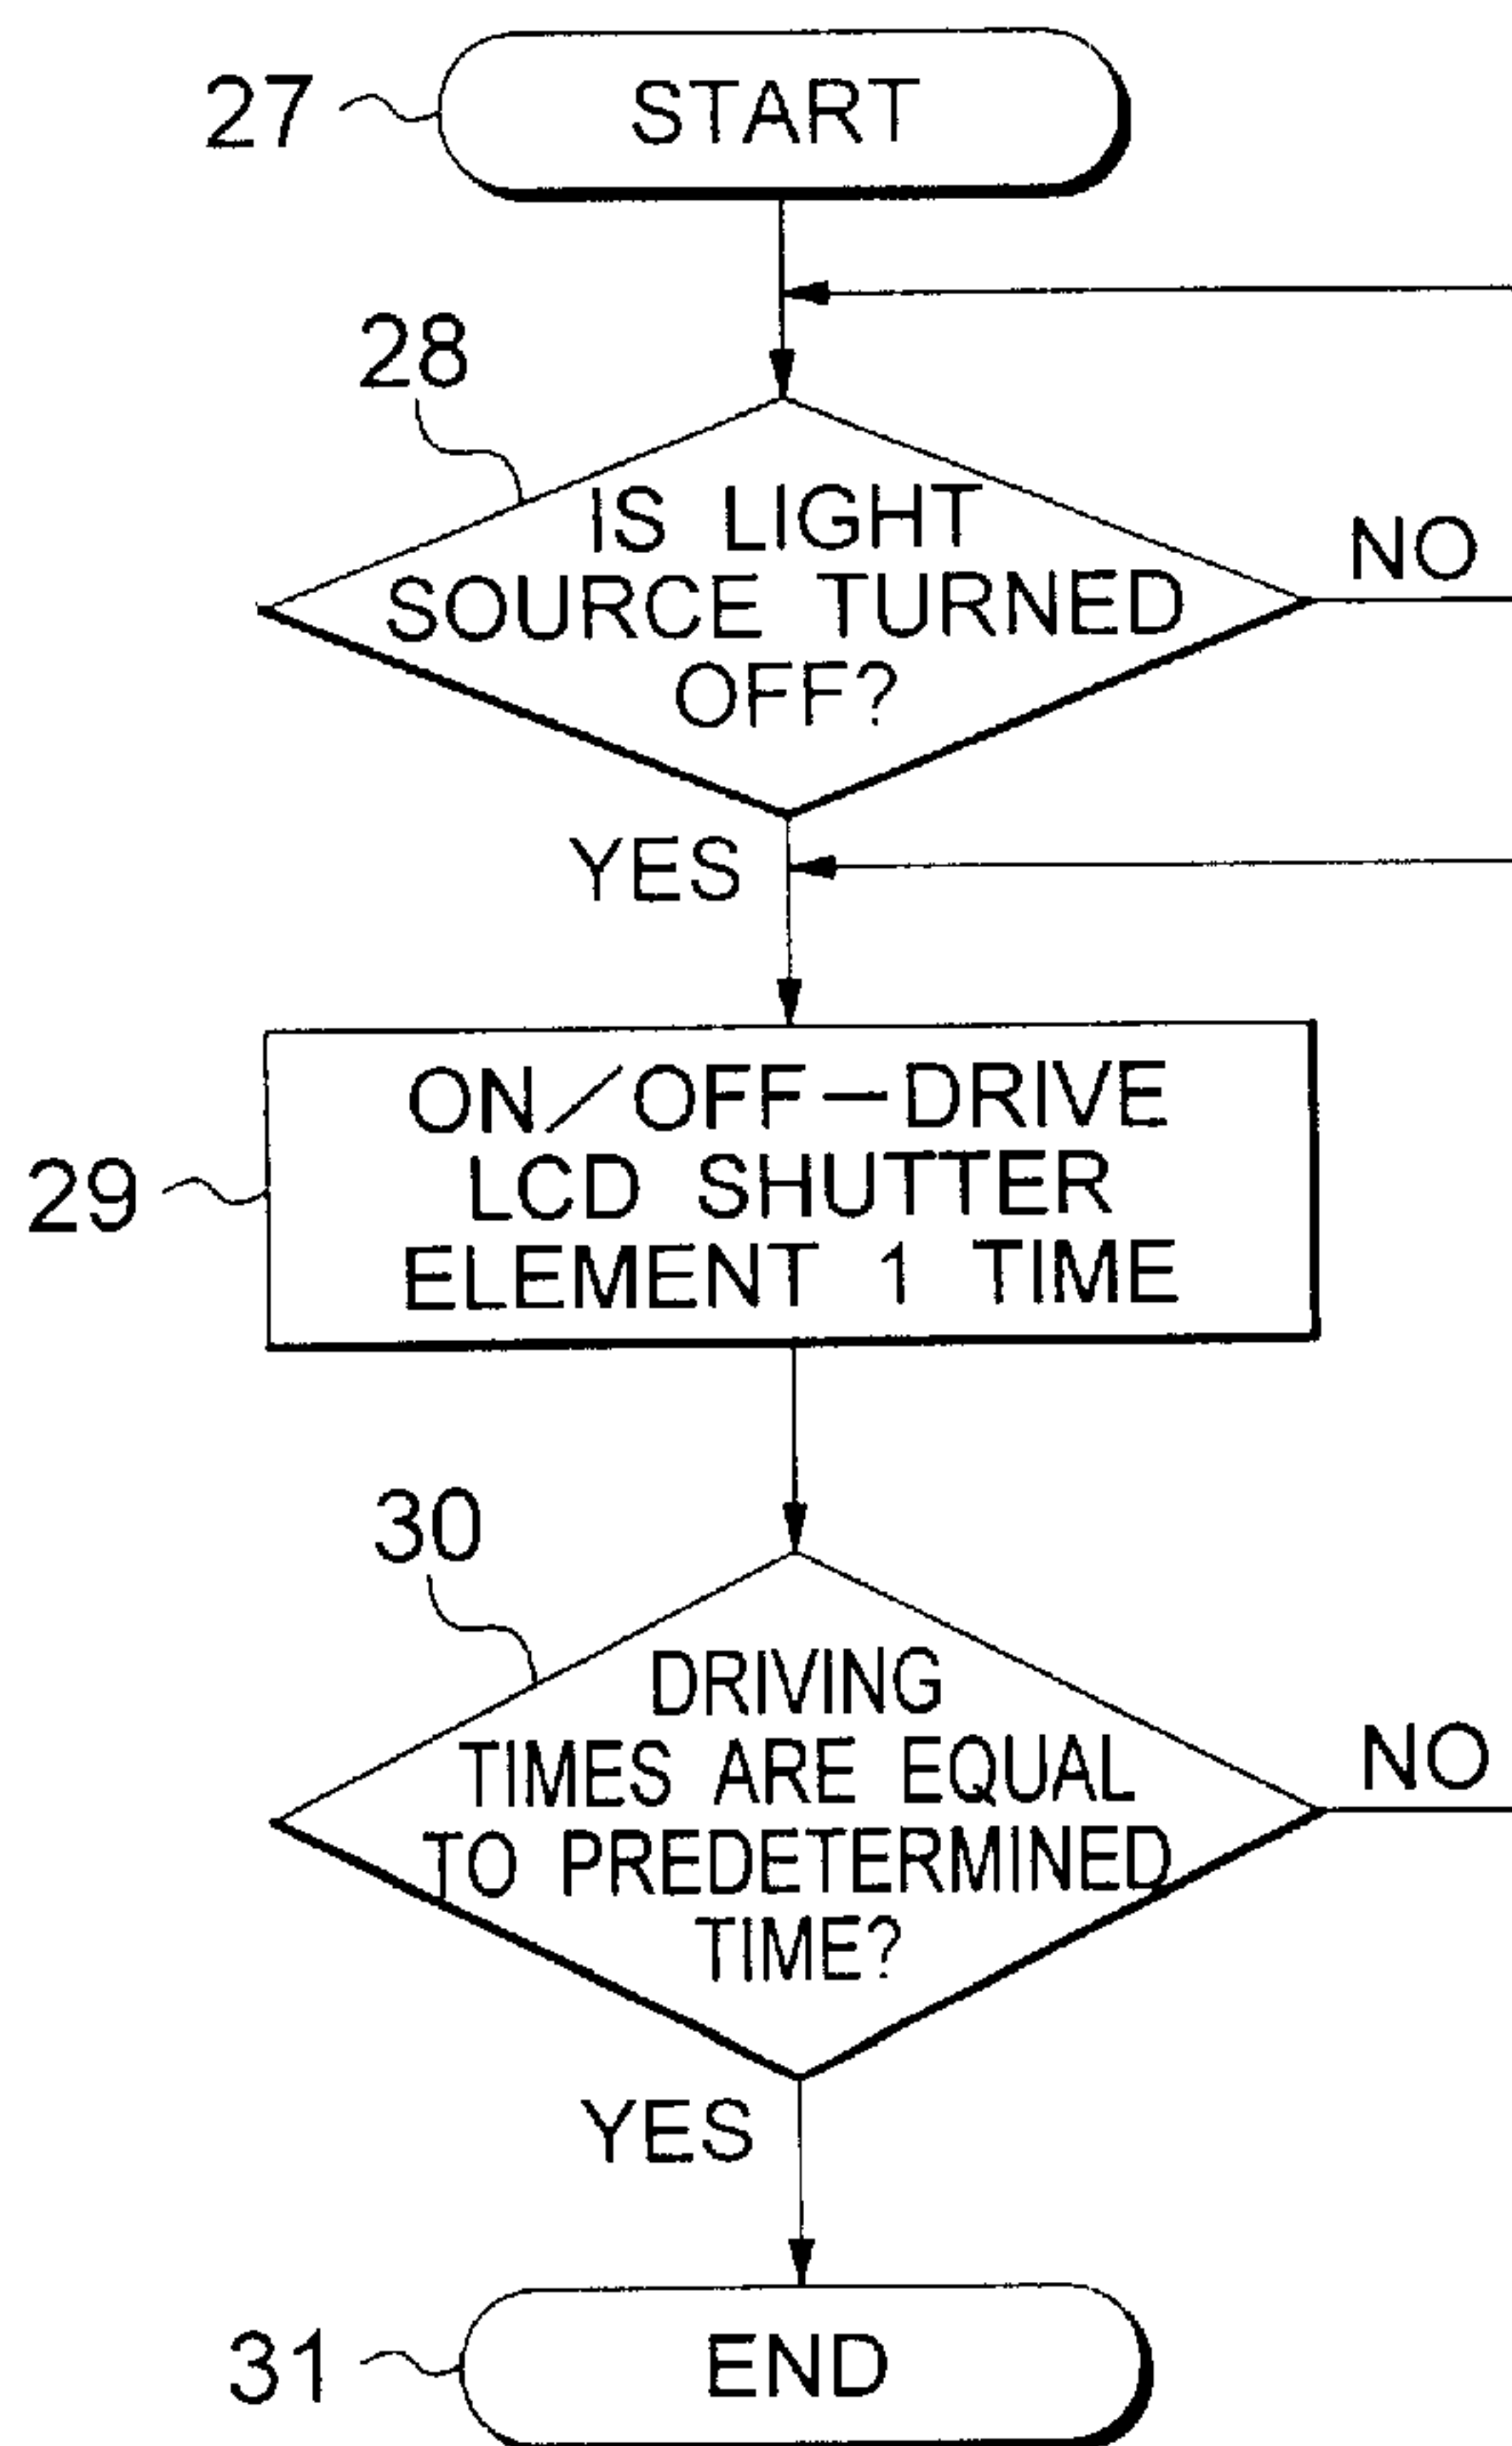 27
START
28
IS LIGHT
SOURCE TURNED
OFF?
NO
YES
29
ON/OFF-DRIVE
LCD SHUTTER
ELEMENT 1 TIME
30
DRIVING
TIMES ARE EQUAL
TO PREDETERMINED
TIME?
NO
YES
31
END